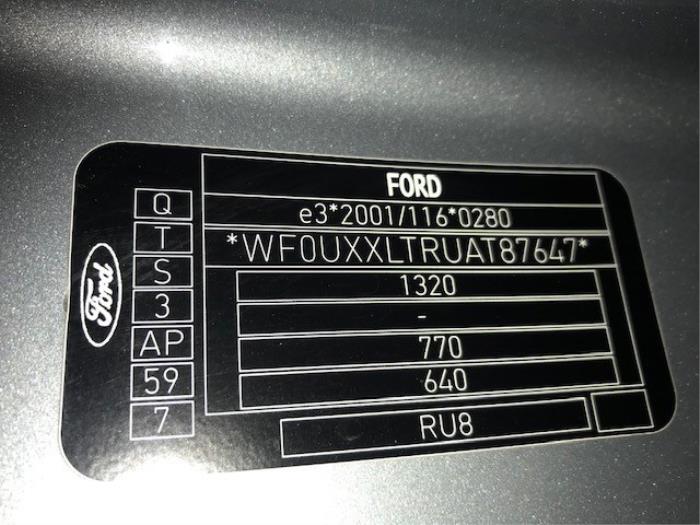 FORD
e3*2001/116*0280
*WF0UXXLTRUAT87647*
1320
-
770
640
RU8
Q
T
S
3
AP
59
7
Ford